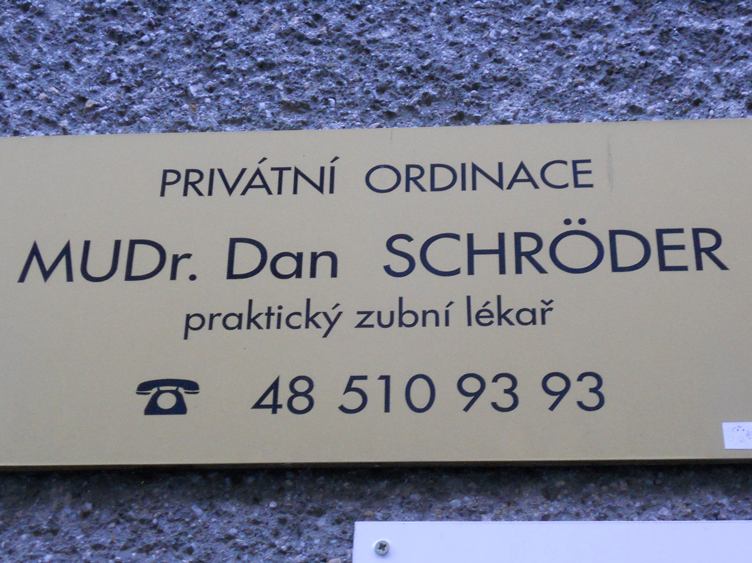 PRIVÁTNÍ ORDINACE
MUDr. Dan SCHRÖDER
praktický zubní lékař
48 510 93 93